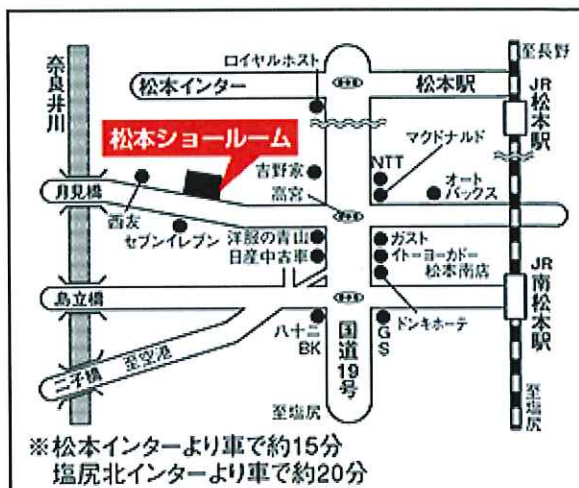 ロイヤルホスト
至長野
奈良井川
松本インター
松本駅
JR松本駅
松本ショールーム
マクドナルド
吉野家
NTT
オート
バックス
高宮
月見橋
西友
セブンイレブン
洋服の青山
日産中古車
ガスト
イトーヨーカドー
松本南店
島立橋
JR南松本駅
ドンキホーテ
八十二
BK
国道19号
GS
二子橋
至空港
至塩尻
至塩尻
※松本インターより車で約15分
塩尻北インターより車で約20分